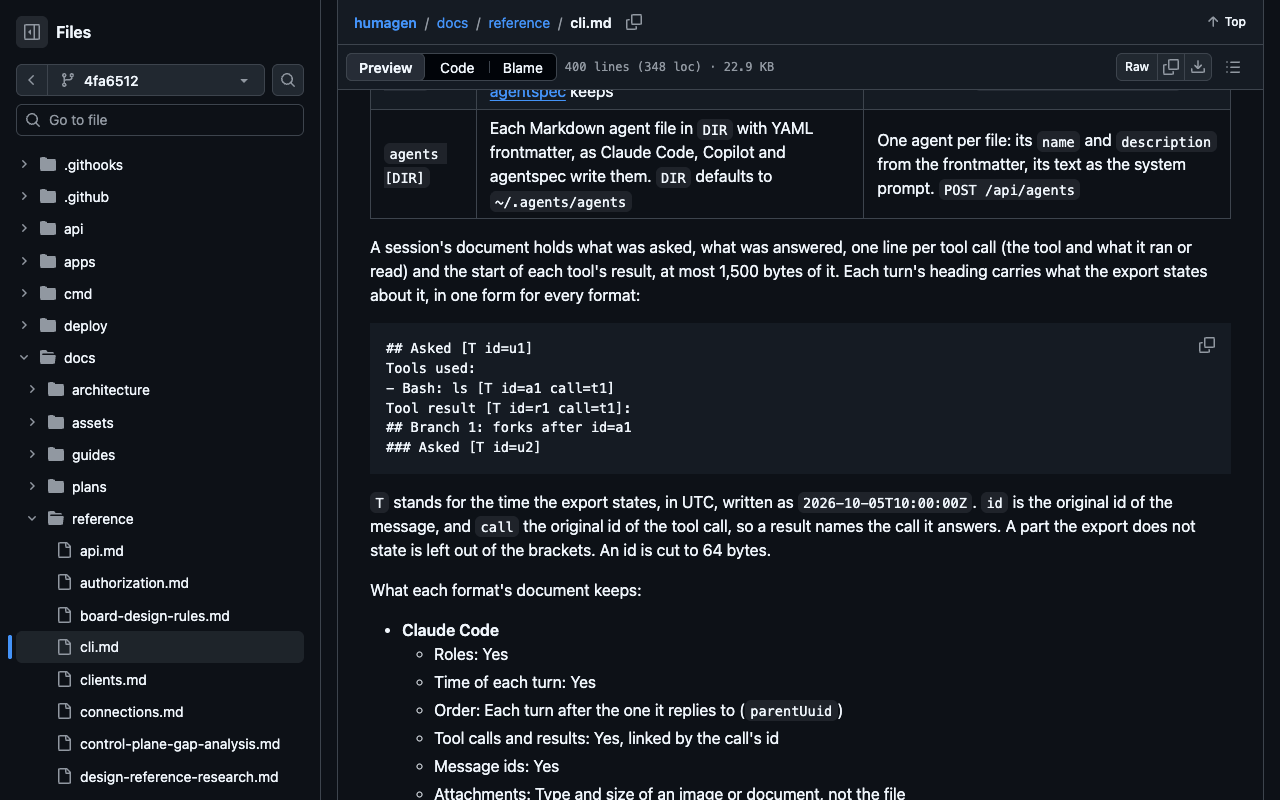 Files
humagen / docs / reference / cli.md
Top
4fa6512
Preview
Code
Blame
400 lines (348 loc) · 22.9 KB
Raw
Go to file
.githooks
.github
api
apps
cmd
deploy
docs
architecture
assets
guides
plans
reference
api.md
authorization.md
board-design-rules.md
cli.md
clients.md
connections.md
control-plane-gap-analysis.md
design-reference-research.md
agentspec keeps
agents
[DIR]
Each Markdown agent file in DIR with YAML
frontmatter, as Claude Code, Copilot and
agentspec write them. DIR defaults to
~/.agents/agents
One agent per file: its name and description
from the frontmatter, its text as the system
prompt. POST /api/agents
A session's document holds what was asked, what was answered, one line per tool call (the tool and what it ran or
read) and the start of each tool's result, at most 1,500 bytes of it. Each turn's heading carries what the export states
about it, in one form for every format:
## Asked [T id=u1]
Tools used:
- Bash: ls [T id=a1 call=t1]
Tool result [T id=r1 call=t1]:
## Branch 1: forks after id=a1
### Asked [T id=u2]
T stands for the time the export states, in UTC, written as 2026-10-05T10:00:00Z. id is the original id of the
message, and call the original id of the tool call, so a result names the call it answers. A part the export does not
state is left out of the brackets. An id is cut to 64 bytes.
What each format's document keeps:
• Claude Code
◦ Roles: Yes
◦ Time of each turn: Yes
◦ Order: Each turn after the one it replies to (parentUuid)
◦ Tool calls and results: Yes, linked by the call's id
◦ Message ids: Yes
◦ Attachments: Type and size of an image or document, not the file